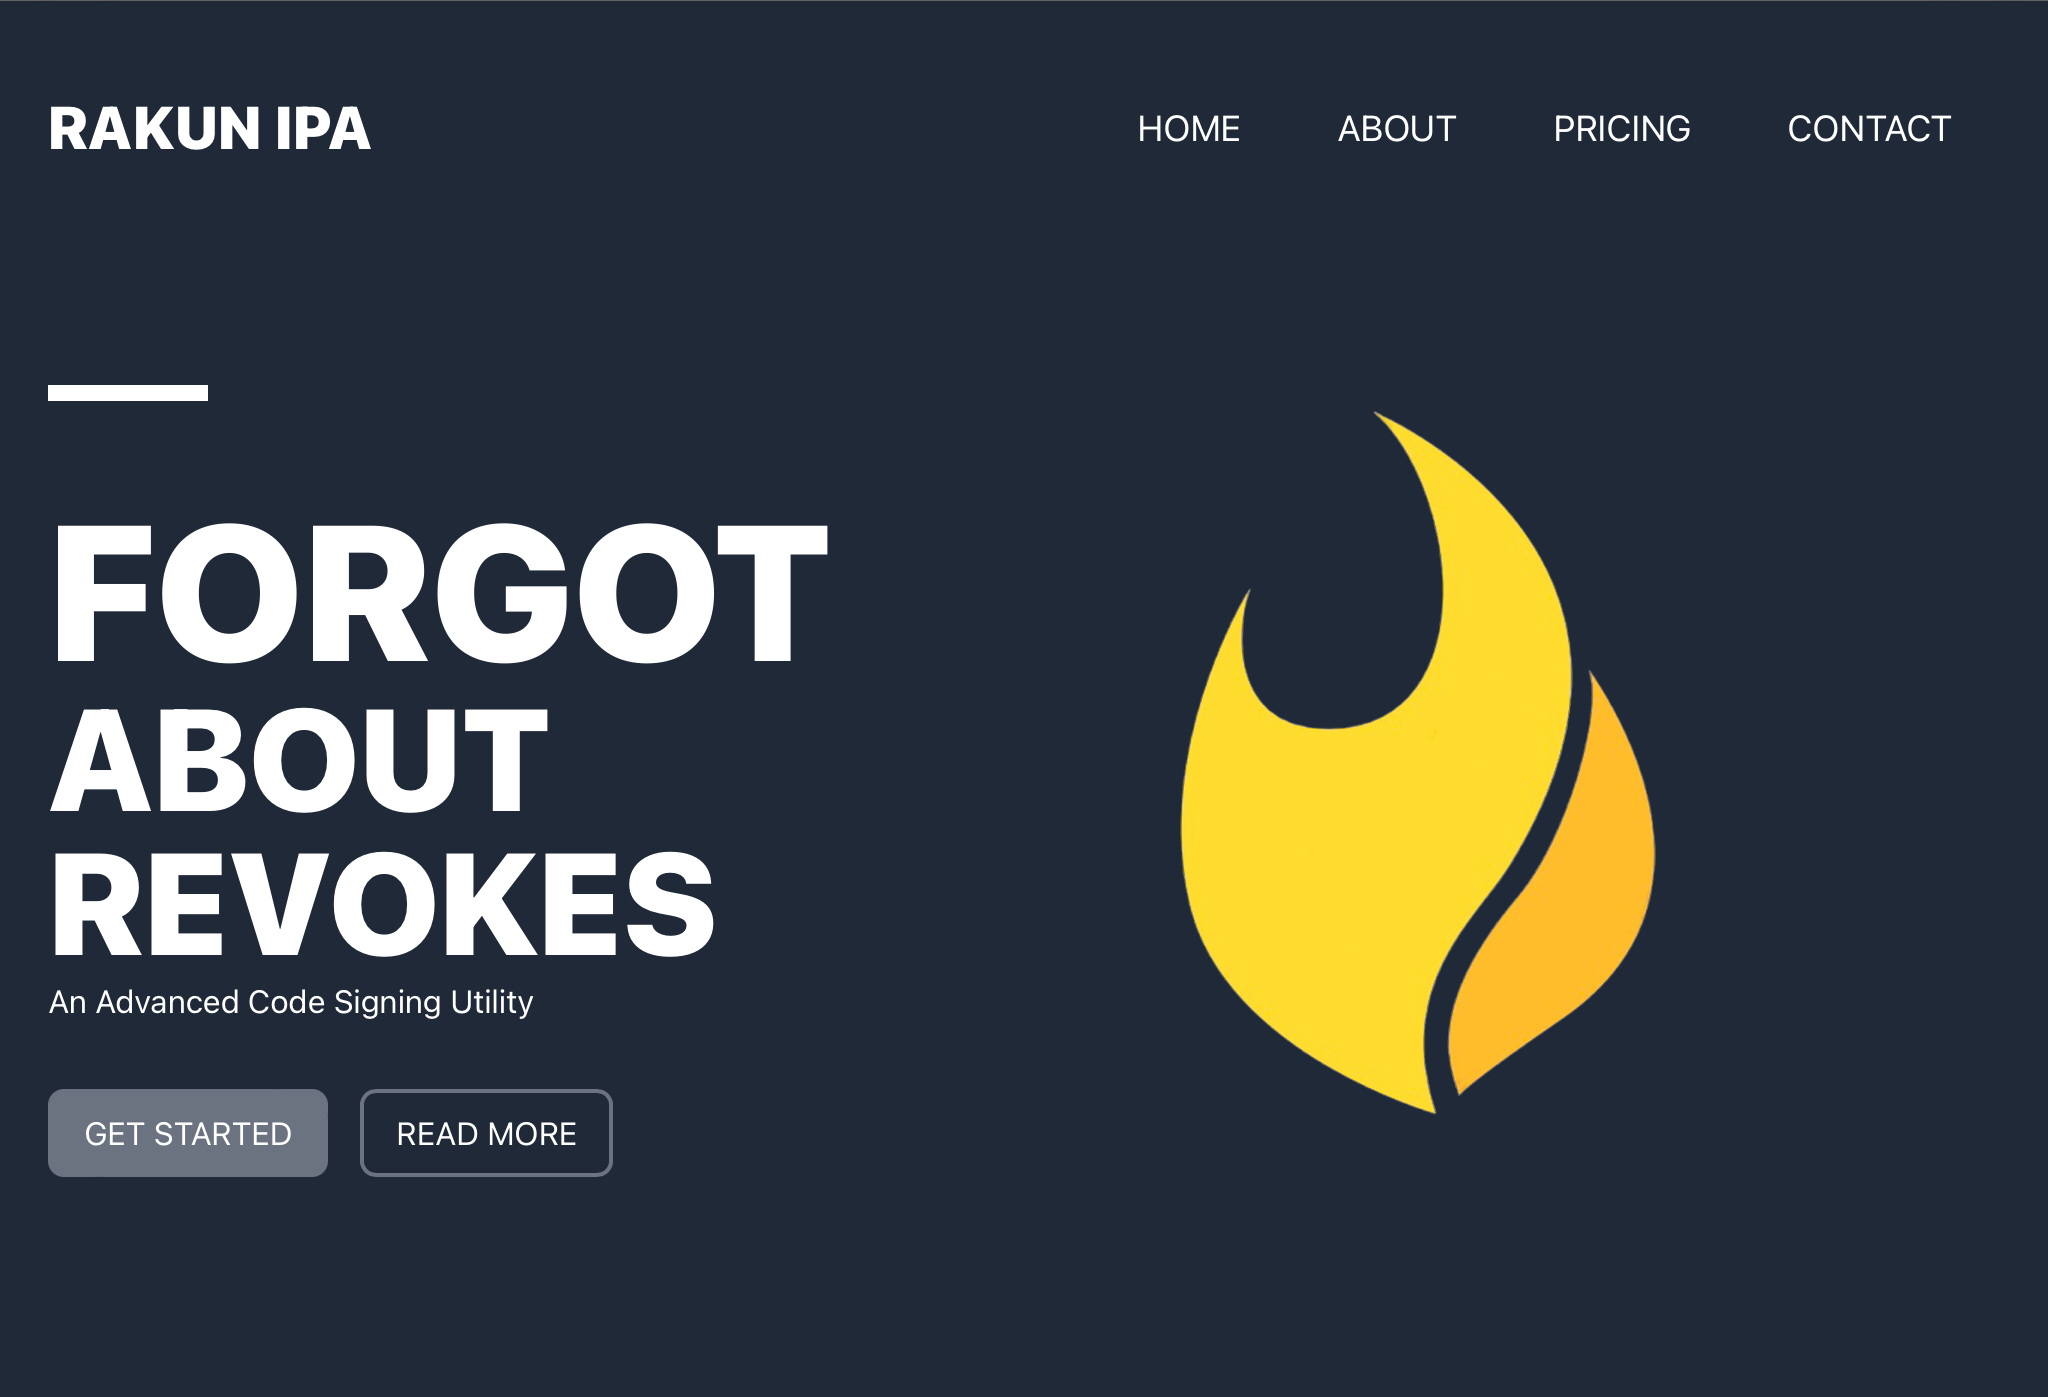 RAKUN IPA
HOME ABOUT PRICING CONTACT
FORGOT
ABOUT
REVOKES
An Advanced Code Signing Utility
GET STARTED READ MORE